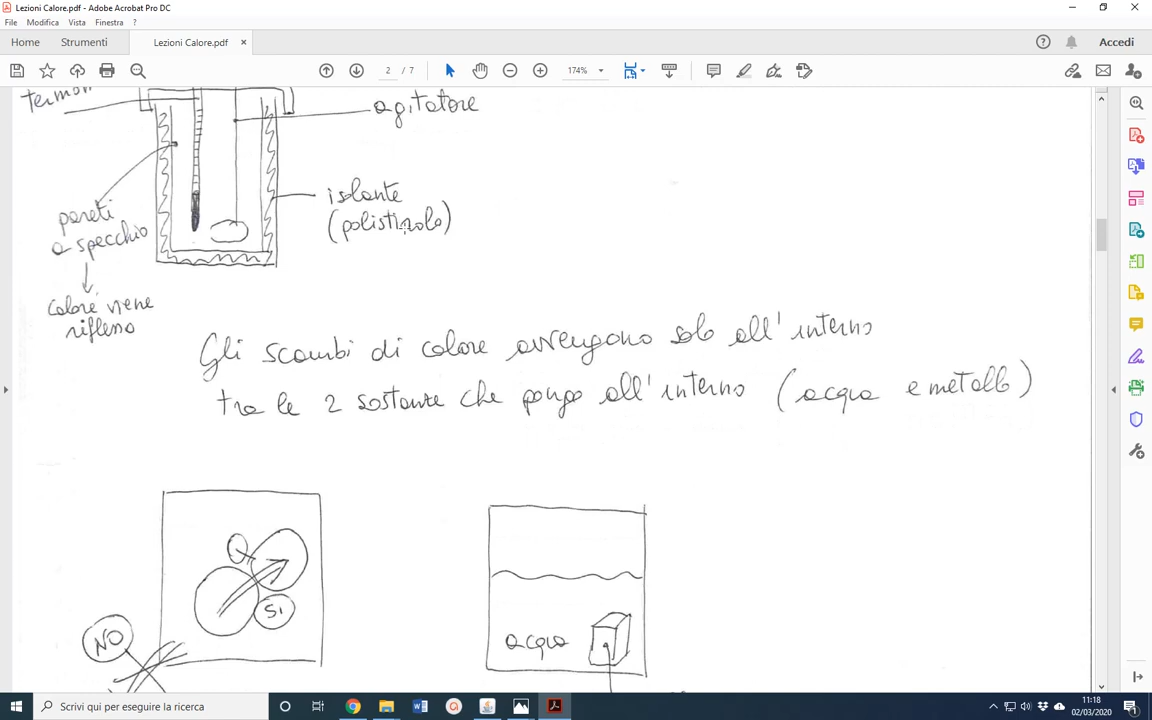 Lezioni Calore.pdf - Adobe Acrobat Pro DC
File Modifica Vista Finestra ?
Home Strumenti Lezioni Calore.pdf × Accedi
2 / 7 174%
termom
agitatore
isolante
(polistirolo)
pareti
a specchio
calore viene
riflesso
Gli scambi di calore avvengono solo all'interno
tra le 2 sostanze che pongo all'interno (acqua e metallo)
Q
SI
NO
acqua
Scrivi qui per eseguire la ricerca
11:18
02/03/2020